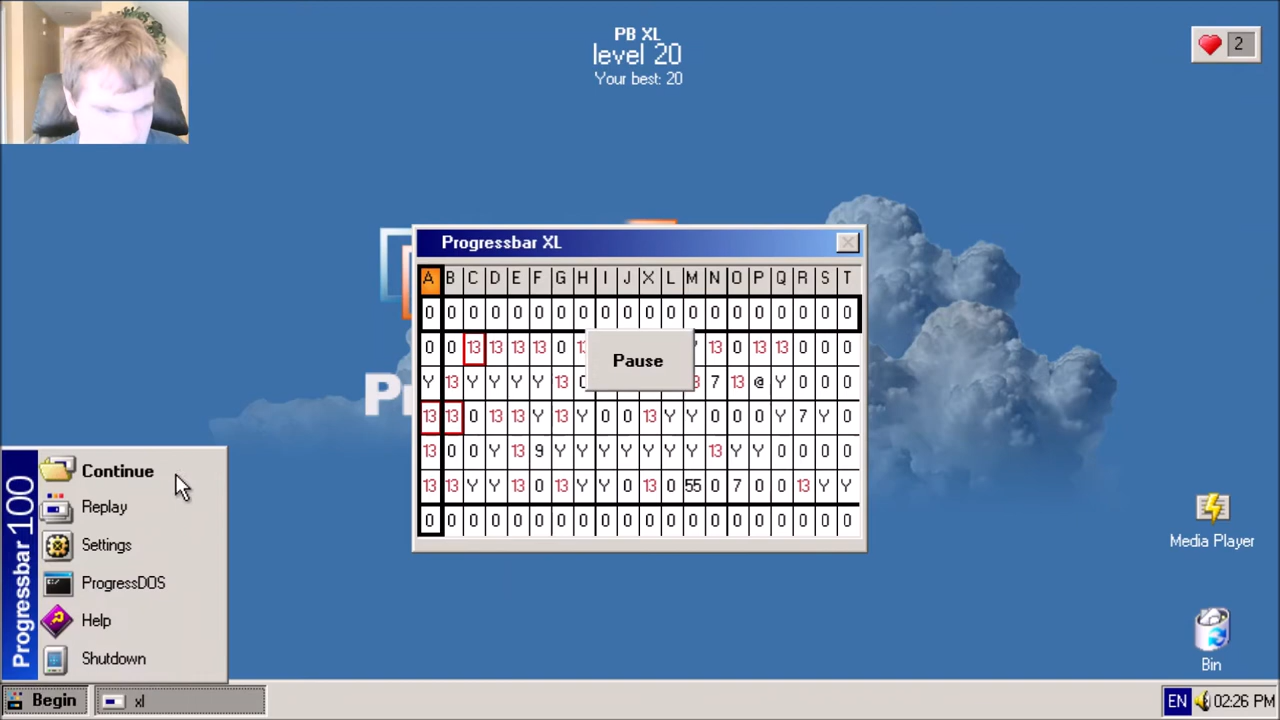 PB XL
level 20
Your best: 20
2
Progressbar XL
A B C D E F G H I J X L M N O P Q R S T
0 0 0 0 0 0 0 0 0 0 0 0 0 0 0 0 0 0 0 0
0 0 13 13 13 13 0 13 0 13 13 0 0 0
Pause
Y 13 Y Y Y Y 13 7 13 @ Y 0 0 0
13 13 0 13 13 Y 13 Y 0 0 13 Y Y 0 0 0 Y 7 Y 0
13 0 0 Y 13 9 Y Y Y Y Y Y Y 13 Y Y 0 0 0 0
13 13 Y Y 13 0 13 Y Y 0 13 0 55 0 7 0 0 13 Y Y
0 0 0 0 0 0 0 0 0 0 0 0 0 0 0 0 0 0 0 0
Progressbar 100
Continue
Replay
Settings
ProgressDOS
Help
Shutdown
Media Player
Bin
Begin
xl
EN
02:26 PM